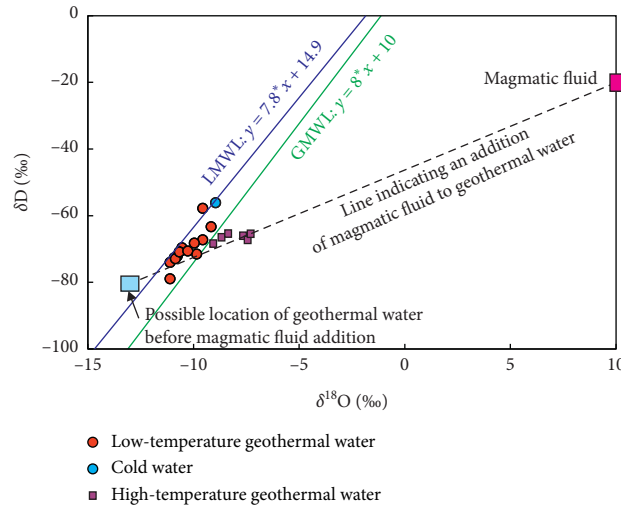 0
−20
−40
−60
−80
−100
δD (‰)
LMWL: y = 7.8* x + 14.9
GMWL: y = 8* x + 10
Magmatic fluid
Line indicating an addition
of magmatic fluid to geothermal water
Possible location of geothermal water
before magmatic fluid addition
−15
−10
−5
0
5
10
δ¹⁸O (‰)
Low-temperature geothermal water
Cold water
High-temperature geothermal water